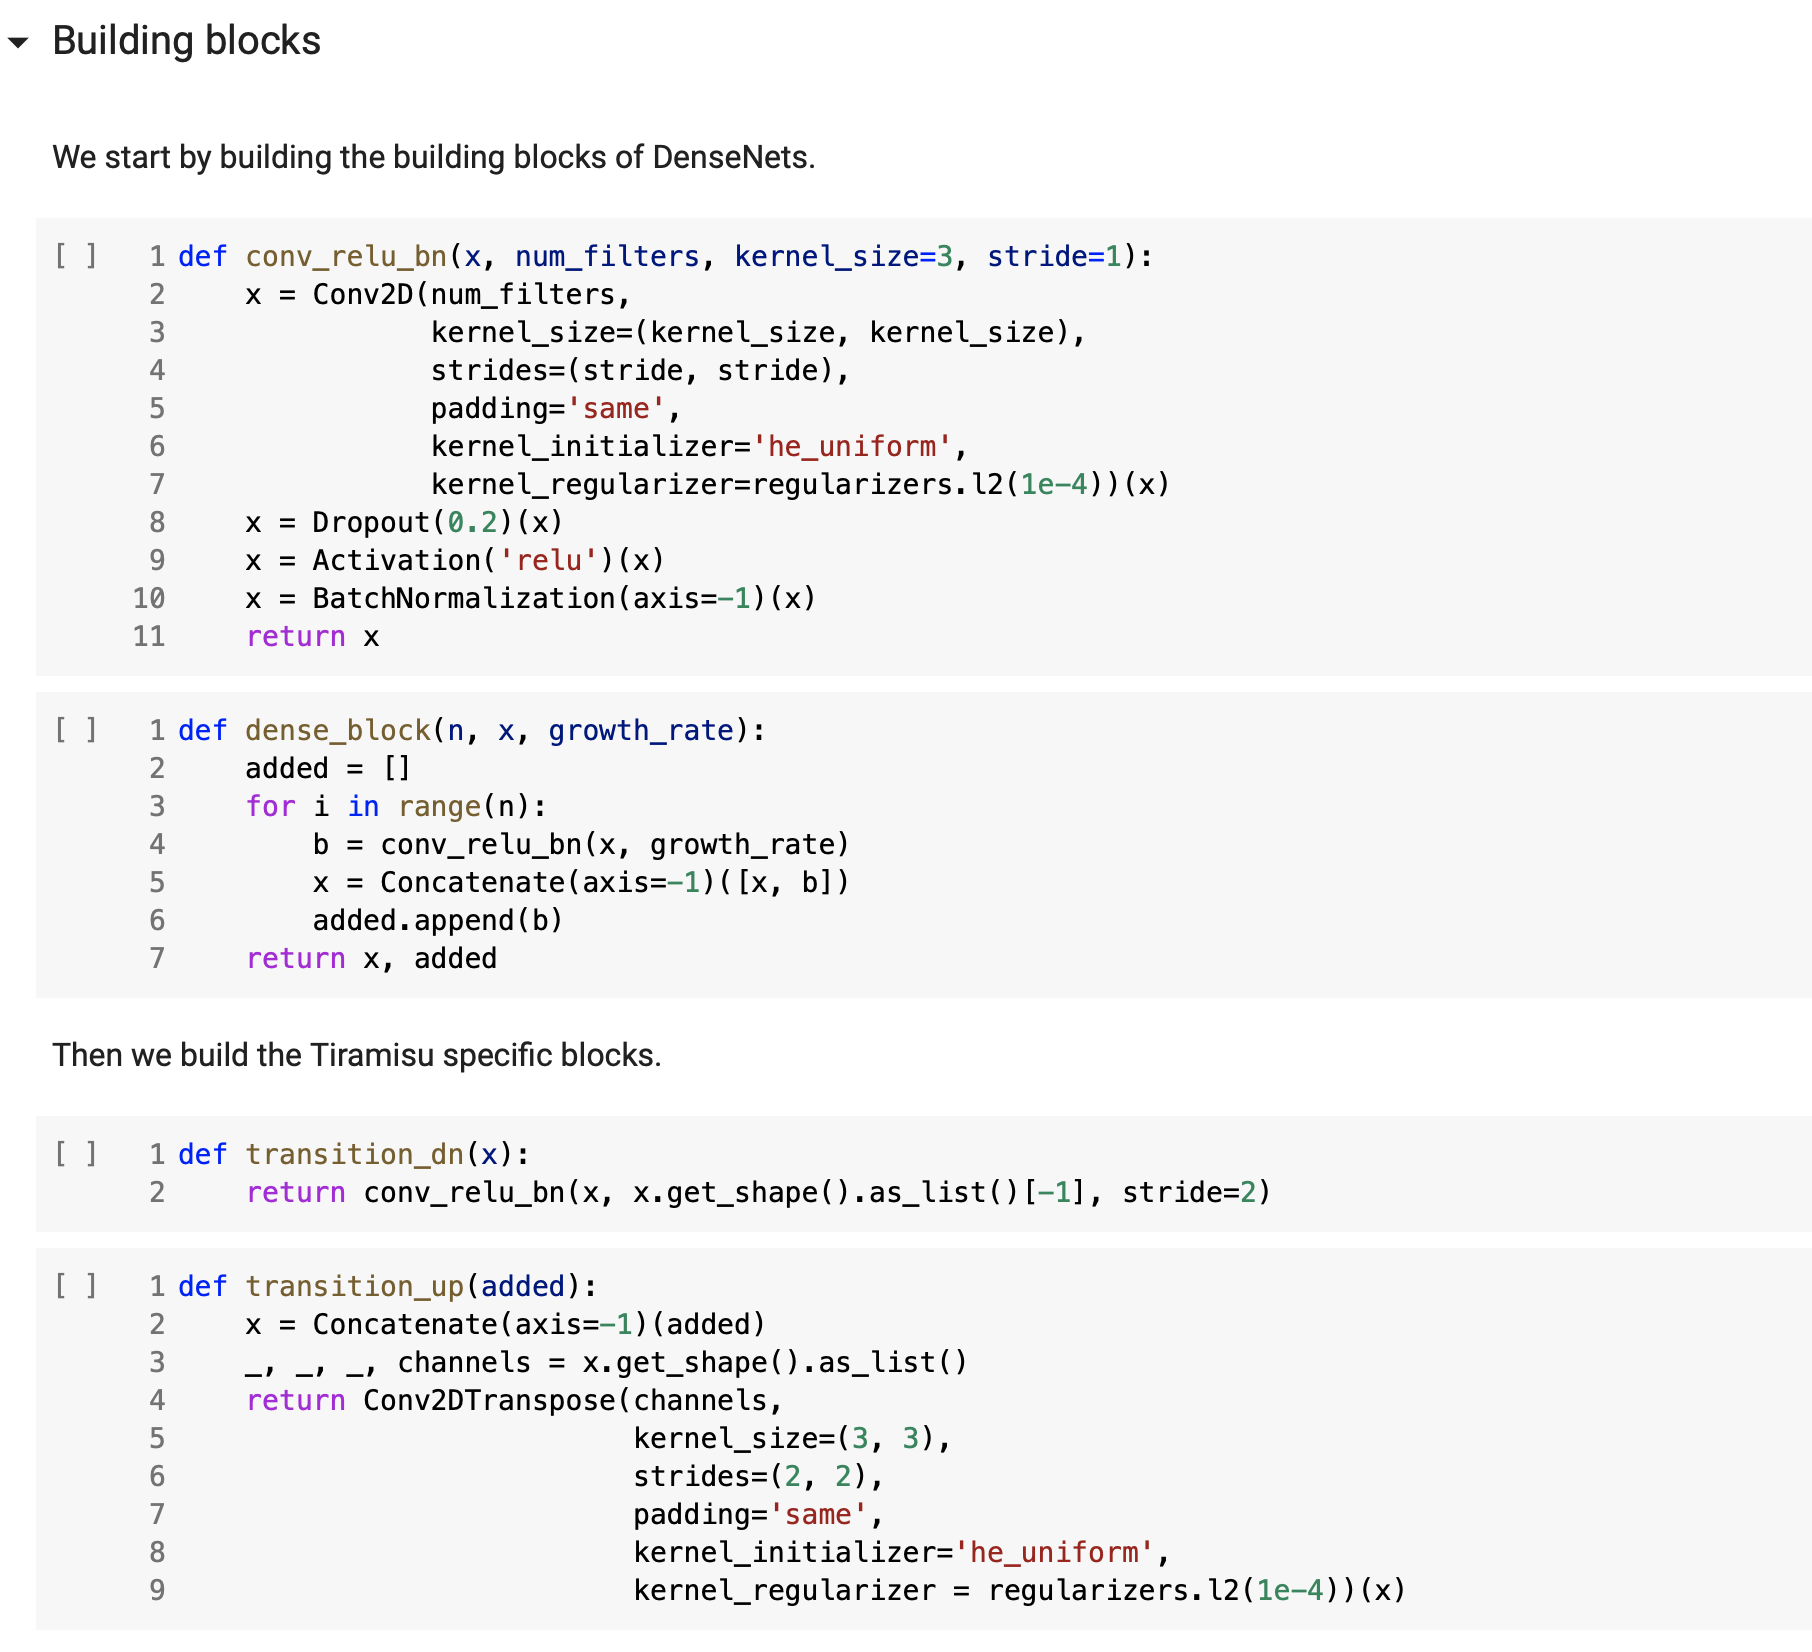 Building blocks
We start by building the building blocks of DenseNets.
[ ] 1 def conv_relu_bn(x, num_filters, kernel_size=3, stride=1):
2     x = Conv2D(num_filters,
3                kernel_size=(kernel_size, kernel_size),
4                strides=(stride, stride),
5                padding='same',
6                kernel_initializer='he_uniform',
7                kernel_regularizer=regularizers.l2(1e-4))(x)
8     x = Dropout(0.2)(x)
9     x = Activation('relu')(x)
10     x = BatchNormalization(axis=-1)(x)
11     return x
[ ] 1 def dense_block(n, x, growth_rate):
2     added = []
3     for i in range(n):
4         b = conv_relu_bn(x, growth_rate)
5         x = Concatenate(axis=-1)([x, b])
6         added.append(b)
7     return x, added
Then we build the Tiramisu specific blocks.
[ ] 1 def transition_dn(x):
2     return conv_relu_bn(x, x.get_shape().as_list()[-1], stride=2)
[ ] 1 def transition_up(added):
2     x = Concatenate(axis=-1)(added)
3     _, _, _, channels = x.get_shape().as_list()
4     return Conv2DTranspose(channels,
5                            kernel_size=(3, 3),
6                            strides=(2, 2),
7                            padding='same',
8                            kernel_initializer='he_uniform',
9                            kernel_regularizer = regularizers.l2(1e-4))(x)